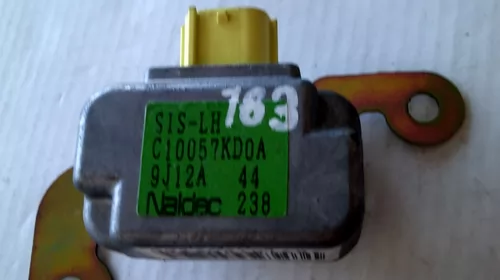 163
SIS-LH
C10057KD0A
9J12A 44
Naldec 238